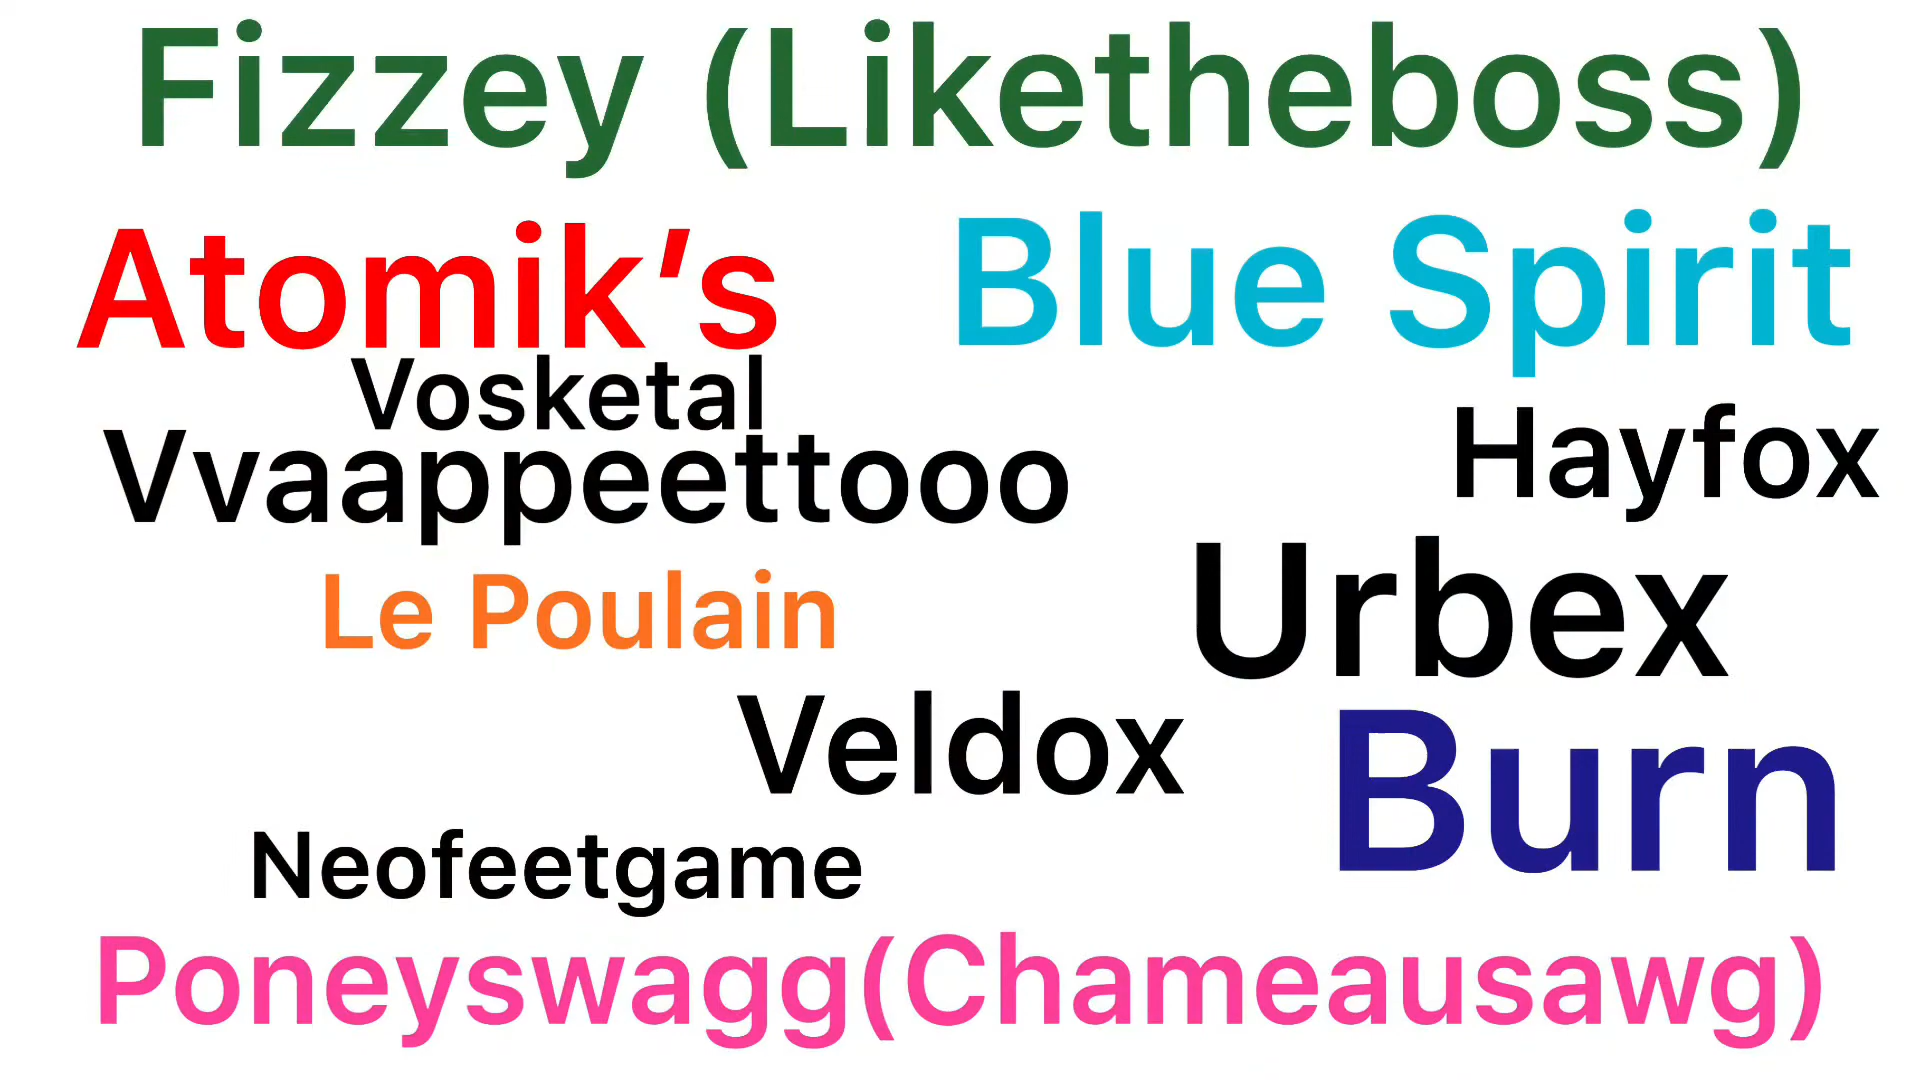 Fizzey (Liketheboss)
Atomik’s
Blue Spirit
Vosketal
Vvaappeettooo
Hayfox
Le Poulain
Urbex
Veldox
Burn
Neofeetgame
Poneyswagg(Chameausawg)